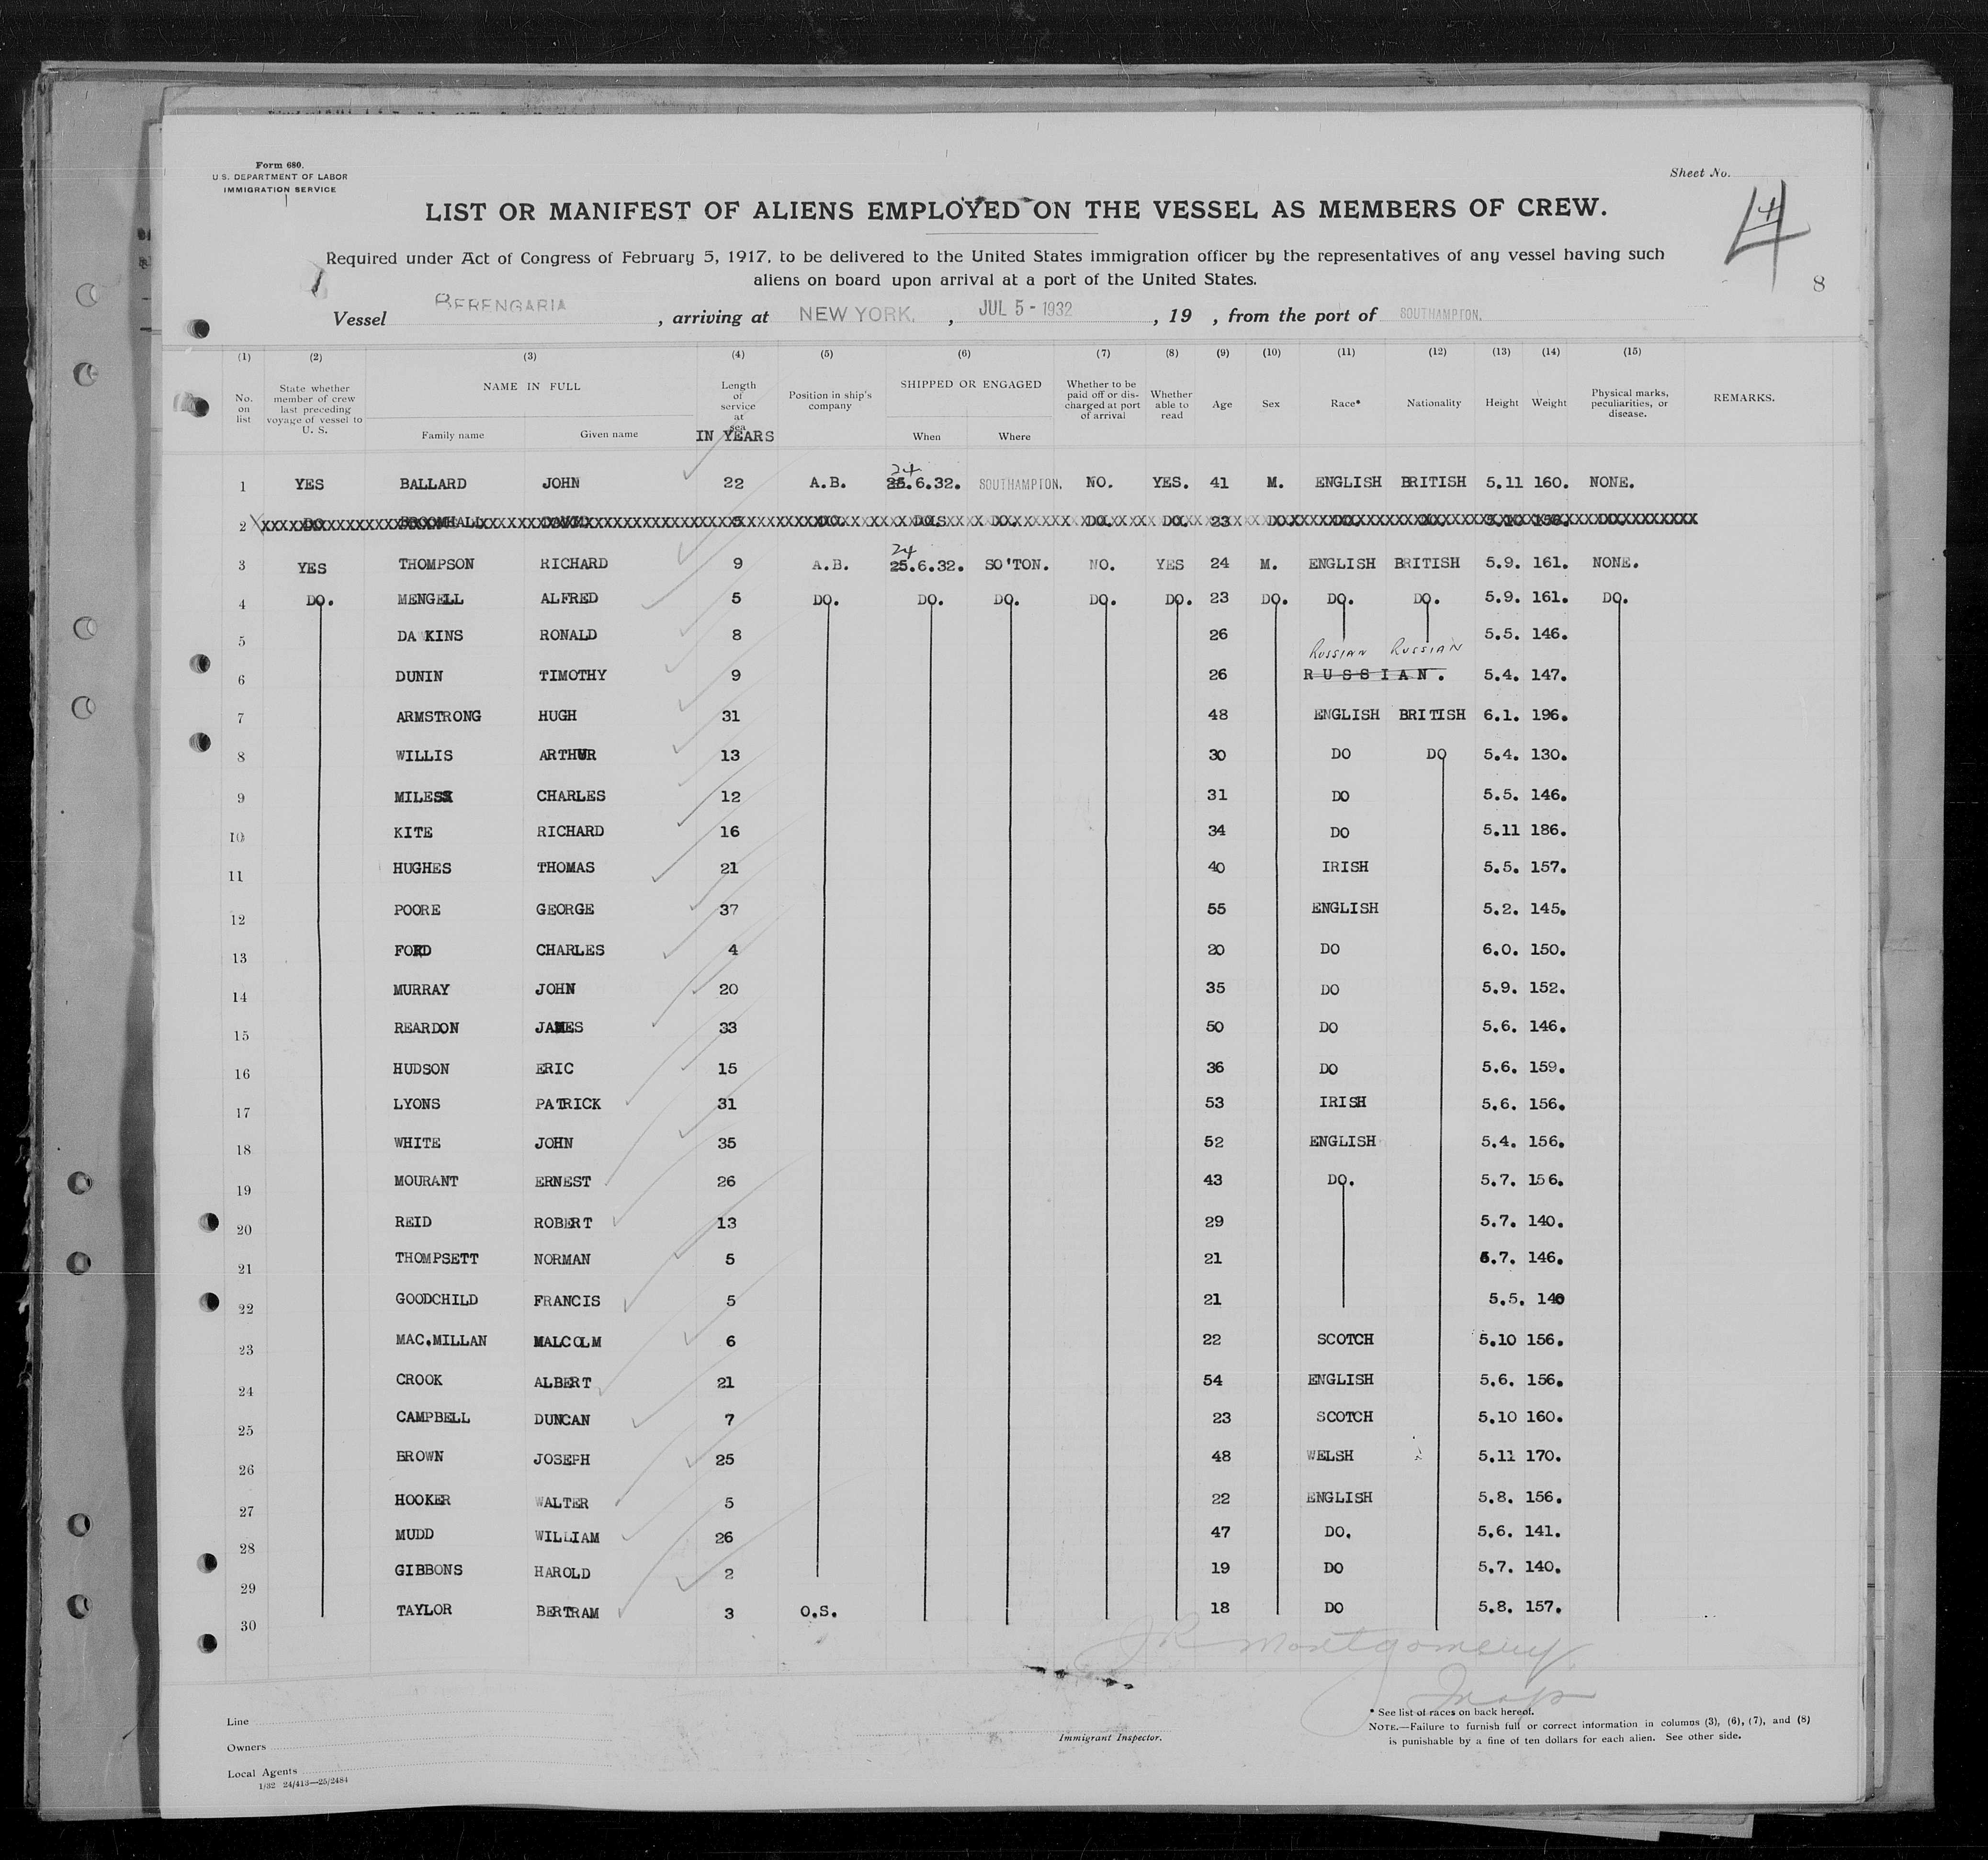 Form 680.
U.S. DEPARTMENT OF LABOR
IMMIGRATION SERVICE
Sheet No.
4
LIST OR MANIFEST OF ALIENS EMPLOYED ON THE VESSEL AS MEMBERS OF CREW.
Required under Act of Congress of February 5, 1917, to be delivered to the United States immigration officer by the representatives of any vessel having such
aliens on board upon arrival at a port of the United States.
8
Vessel BERENGARIA , arriving at NEW YORK. , JUL 5 - 1932 , 19 , from the port of SOUTHAMPTON.
(1) (2) (3) (4) (5) (6) (7) (8) (9) (10) (11) (12) (13) (14) (15)
No. on list State whether member of crew last preceding voyage of vessel to U. S. NAME IN FULL Family name Given name Length of service at sea IN YEARS Position in ship's company SHIPPED OR ENGAGED When Where Whether to be paid off or discharged at port of arrival Whether able to read Age Sex Race* Nationality Height Weight Physical marks, peculiarities, or disease. REMARKS.
1 YES BALLARD JOHN 22 A.B. 24 25.6.32. SOUTHAMPTON. NO. YES. 41 M. ENGLISH BRITISH 5.11 160. NONE.
2 DO BROOMHALL DAVID 5 DO. DO.S DO. DO. DO. 23 DO. DO. DO. DO.
3 YES THOMPSON RICHARD 9 A.B. 24 25.6.32. SO'TON. NO. YES 24 M. ENGLISH BRITISH 5.9. 161. NONE.
4 DO. MENGELL ALFRED 5 DO. DO. DO. DO. DO. 23 DO. DO. DO. 5.9. 161. DO.
5 DAKINS RONALD 8 26 5.5. 146.
RUSSIAN RUSSIAN
6 DUNIN TIMOTHY 9 26 RUSSIAN. 5.4. 147.
7 ARMSTRONG HUGH 31 48 ENGLISH BRITISH 6.1. 196.
8 WILLIS ARTHUR 13 30 DO DO 5.4. 130.
9 MILES CHARLES 12 31 DO 5.5. 146.
10 KITE RICHARD 16 34 DO 5.11 186.
11 HUGHES THOMAS 21 40 IRISH 5.5. 157.
12 POORE GEORGE 37 55 ENGLISH 5.2. 145.
13 FORD CHARLES 4 20 DO 6.0. 150.
14 MURRAY JOHN 20 35 DO 5.9. 152.
15 REARDON JAMES 33 50 DO 5.6. 146.
16 HUDSON ERIC 15 36 DO 5.6. 159.
17 LYONS PATRICK 31 53 IRISH 5.6. 156.
18 WHITE JOHN 35 52 ENGLISH 5.4. 156.
19 MOURANT ERNEST 26 43 DO. 5.7. 156.
20 REID ROBERT 13 29 5.7. 140.
21 THOMPSETT NORMAN 5 21 5.7. 146.
22 GOODCHILD FRANCIS 5 21 5.5. 140
23 MAC.MILLAN MALCOLM 6 22 SCOTCH 5.10 156.
24 CROOK ALBERT 21 54 ENGLISH 5.6. 156.
25 CAMPBELL DUNCAN 7 23 SCOTCH 5.10 160.
26 BROWN JOSEPH 25 48 WELSH 5.11 170.
27 HOOKER WALTER 5 22 ENGLISH 5.8. 156.
28 MUDD WILLIAM 26 47 DO. 5.6. 141.
29 GIBBONS HAROLD 2 19 DO 5.7. 140.
30 TAYLOR BERTRAM 3 O.S. 18 DO 5.8. 157.
JR Montgomery
Insp
Line
Owners
Local Agents
1/32 24/413—25/2484
Immigrant Inspector.
* See list of races on back hereof.
NOTE.—Failure to furnish full or correct information in columns (3), (6), (7), and (8)
is punishable by a fine of ten dollars for each alien. See other side.